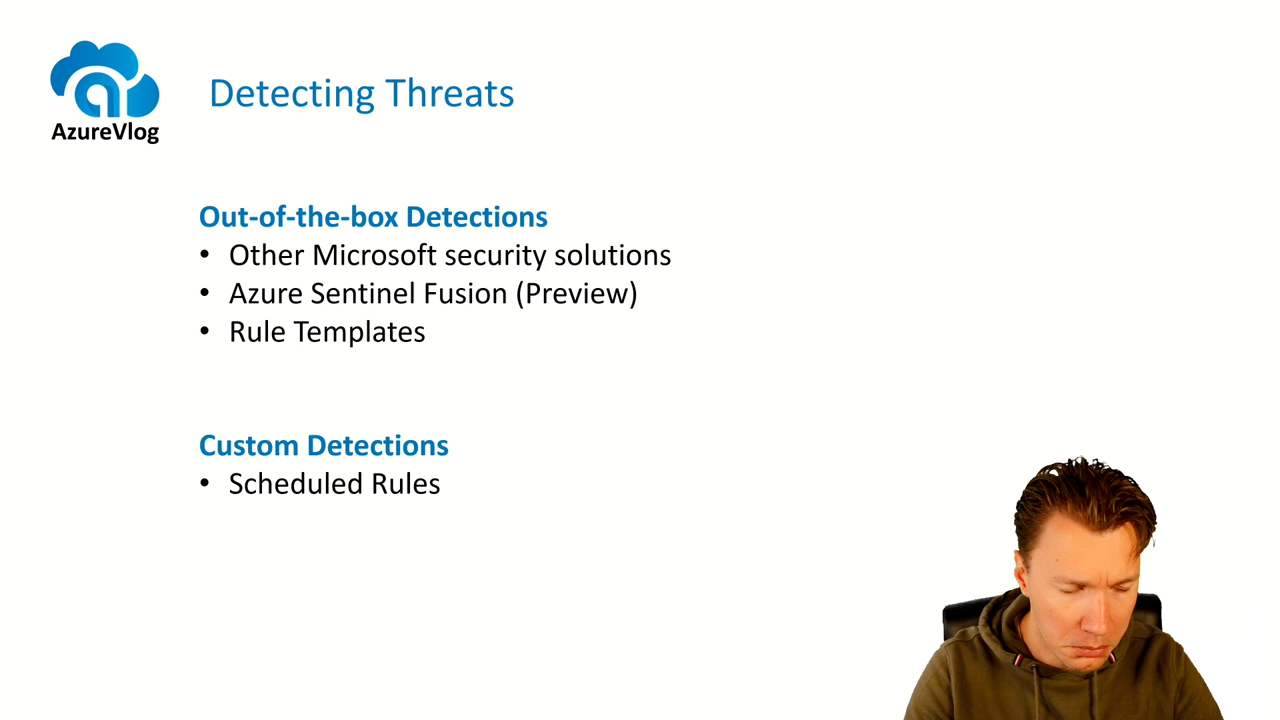 AzureVlog
Detecting Threats
Out-of-the-box Detections
• Other Microsoft security solutions
• Azure Sentinel Fusion (Preview)
• Rule Templates
Custom Detections
• Scheduled Rules